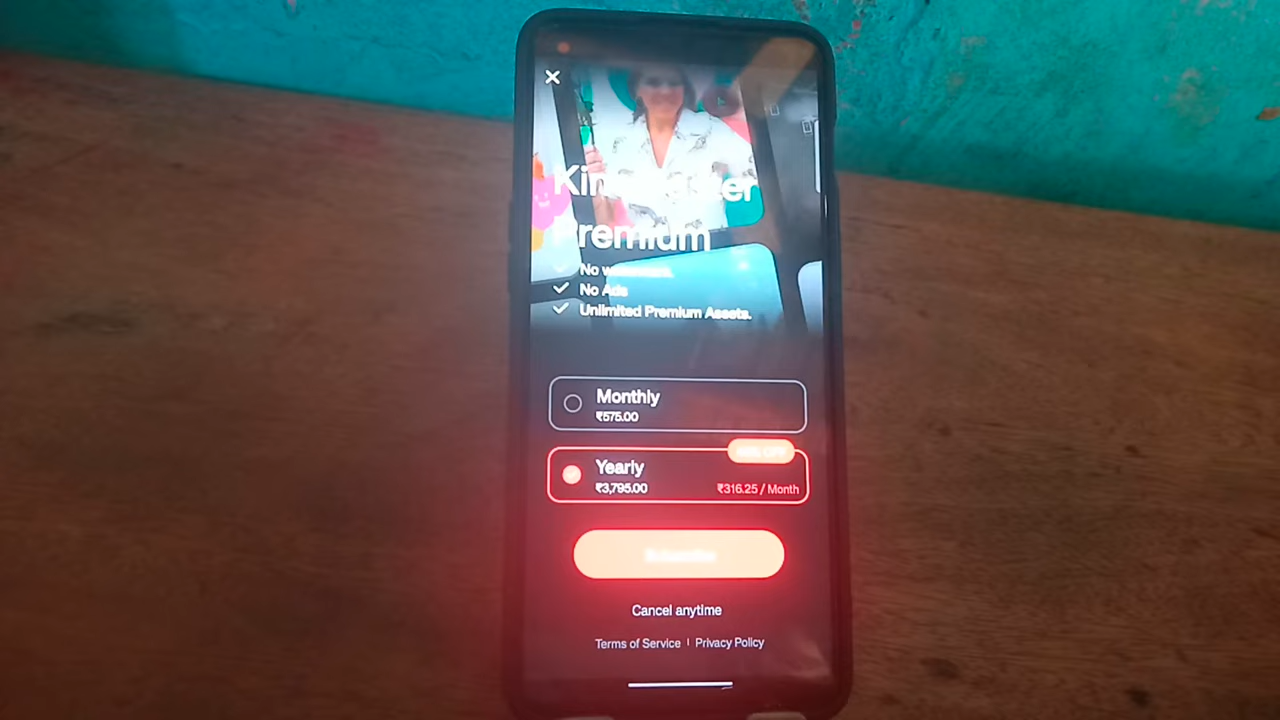 Premium
No
No Ads
Unlimited Premium Assets.
Monthly
₹575.00
Yearly
₹3,795.00
₹316.25 / Month
Cancel anytime
Terms of Service | Privacy Policy